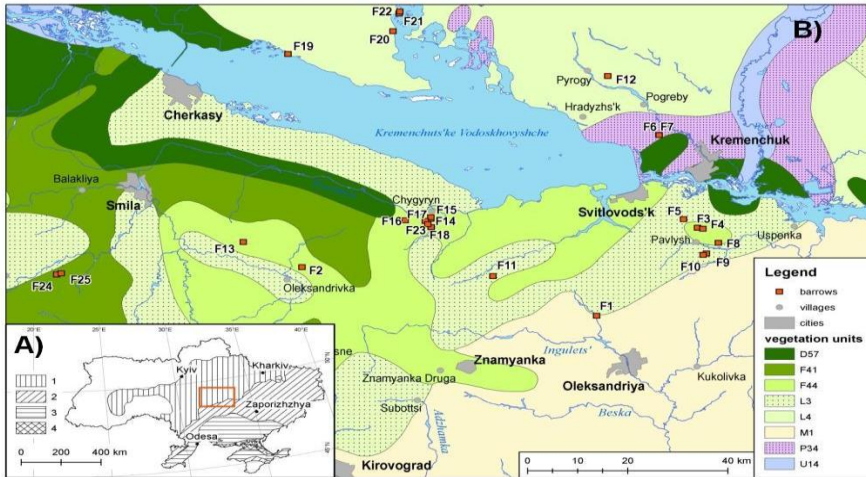 B)
F22
F21
F20
F19
Pyrogy
F12
Hradyzhs'k
Pogreby
Cherkasy
Kremenchuts'ke Vodoskhovyshche
F6 F7
Kremenchuk
Balakliya
Smila
Chygyryn
F15
F17
F14
F16
F23
F18
Svitlovods'k
F5
F3
F4
Uspenka
Pavlysh
F8
F13
F2
F11
F10
F9
F24
F25
Oleksandrivka
F1
Ingulets'
Znamyanka
Znamyanka Druga
Oleksandriya
Kukolivka
Subottsi
Beska
Adzhamka
Kirovograd
0 10 20 40 km
Legend
barrows
villages
cities
vegetation units
D57
F41
F44
L3
L4
M1
P34
U14
A)
1
2
3
4
Kyiv
Kharkiv
Zaporizhzhya
Odesa
0 200 400 km